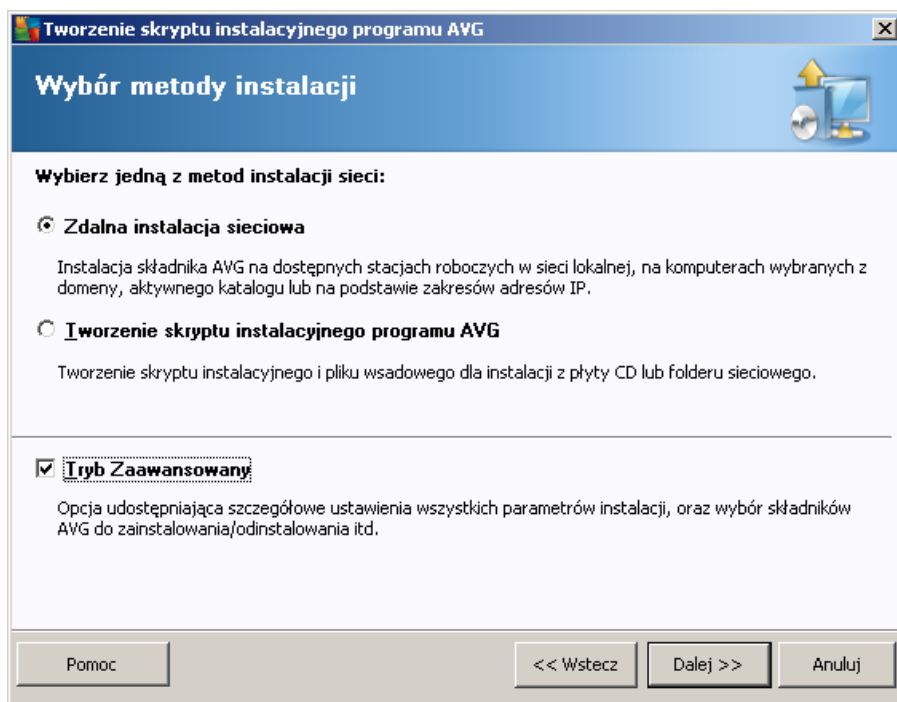 Tworzenie skryptu instalacyjnego programu AVG
Wybór metody instalacji
Wybierz jedną z metod instalacji sieci:
Zdalna instalacja sieciowa
Instalacja składnika AVG na dostępnych stacjach roboczych w sieci lokalnej, na komputerach wybranych z
domeny, aktywnego katalogu lub na podstawie zakresów adresów IP.
Tworzenie skryptu instalacyjnego programu AVG
Tworzenie skryptu instalacyjnego i pliku wsadowego dla instalacji z płyty CD lub folderu sieciowego.
Tryb Zaawansowany
Opcja udostępniająca szczegółowe ustawienia wszystkich parametrów instalacji, oraz wybór składników
AVG do zainstalowania/odinstalowania itd.
Pomoc << Wstecz Dalej >> Anuluj